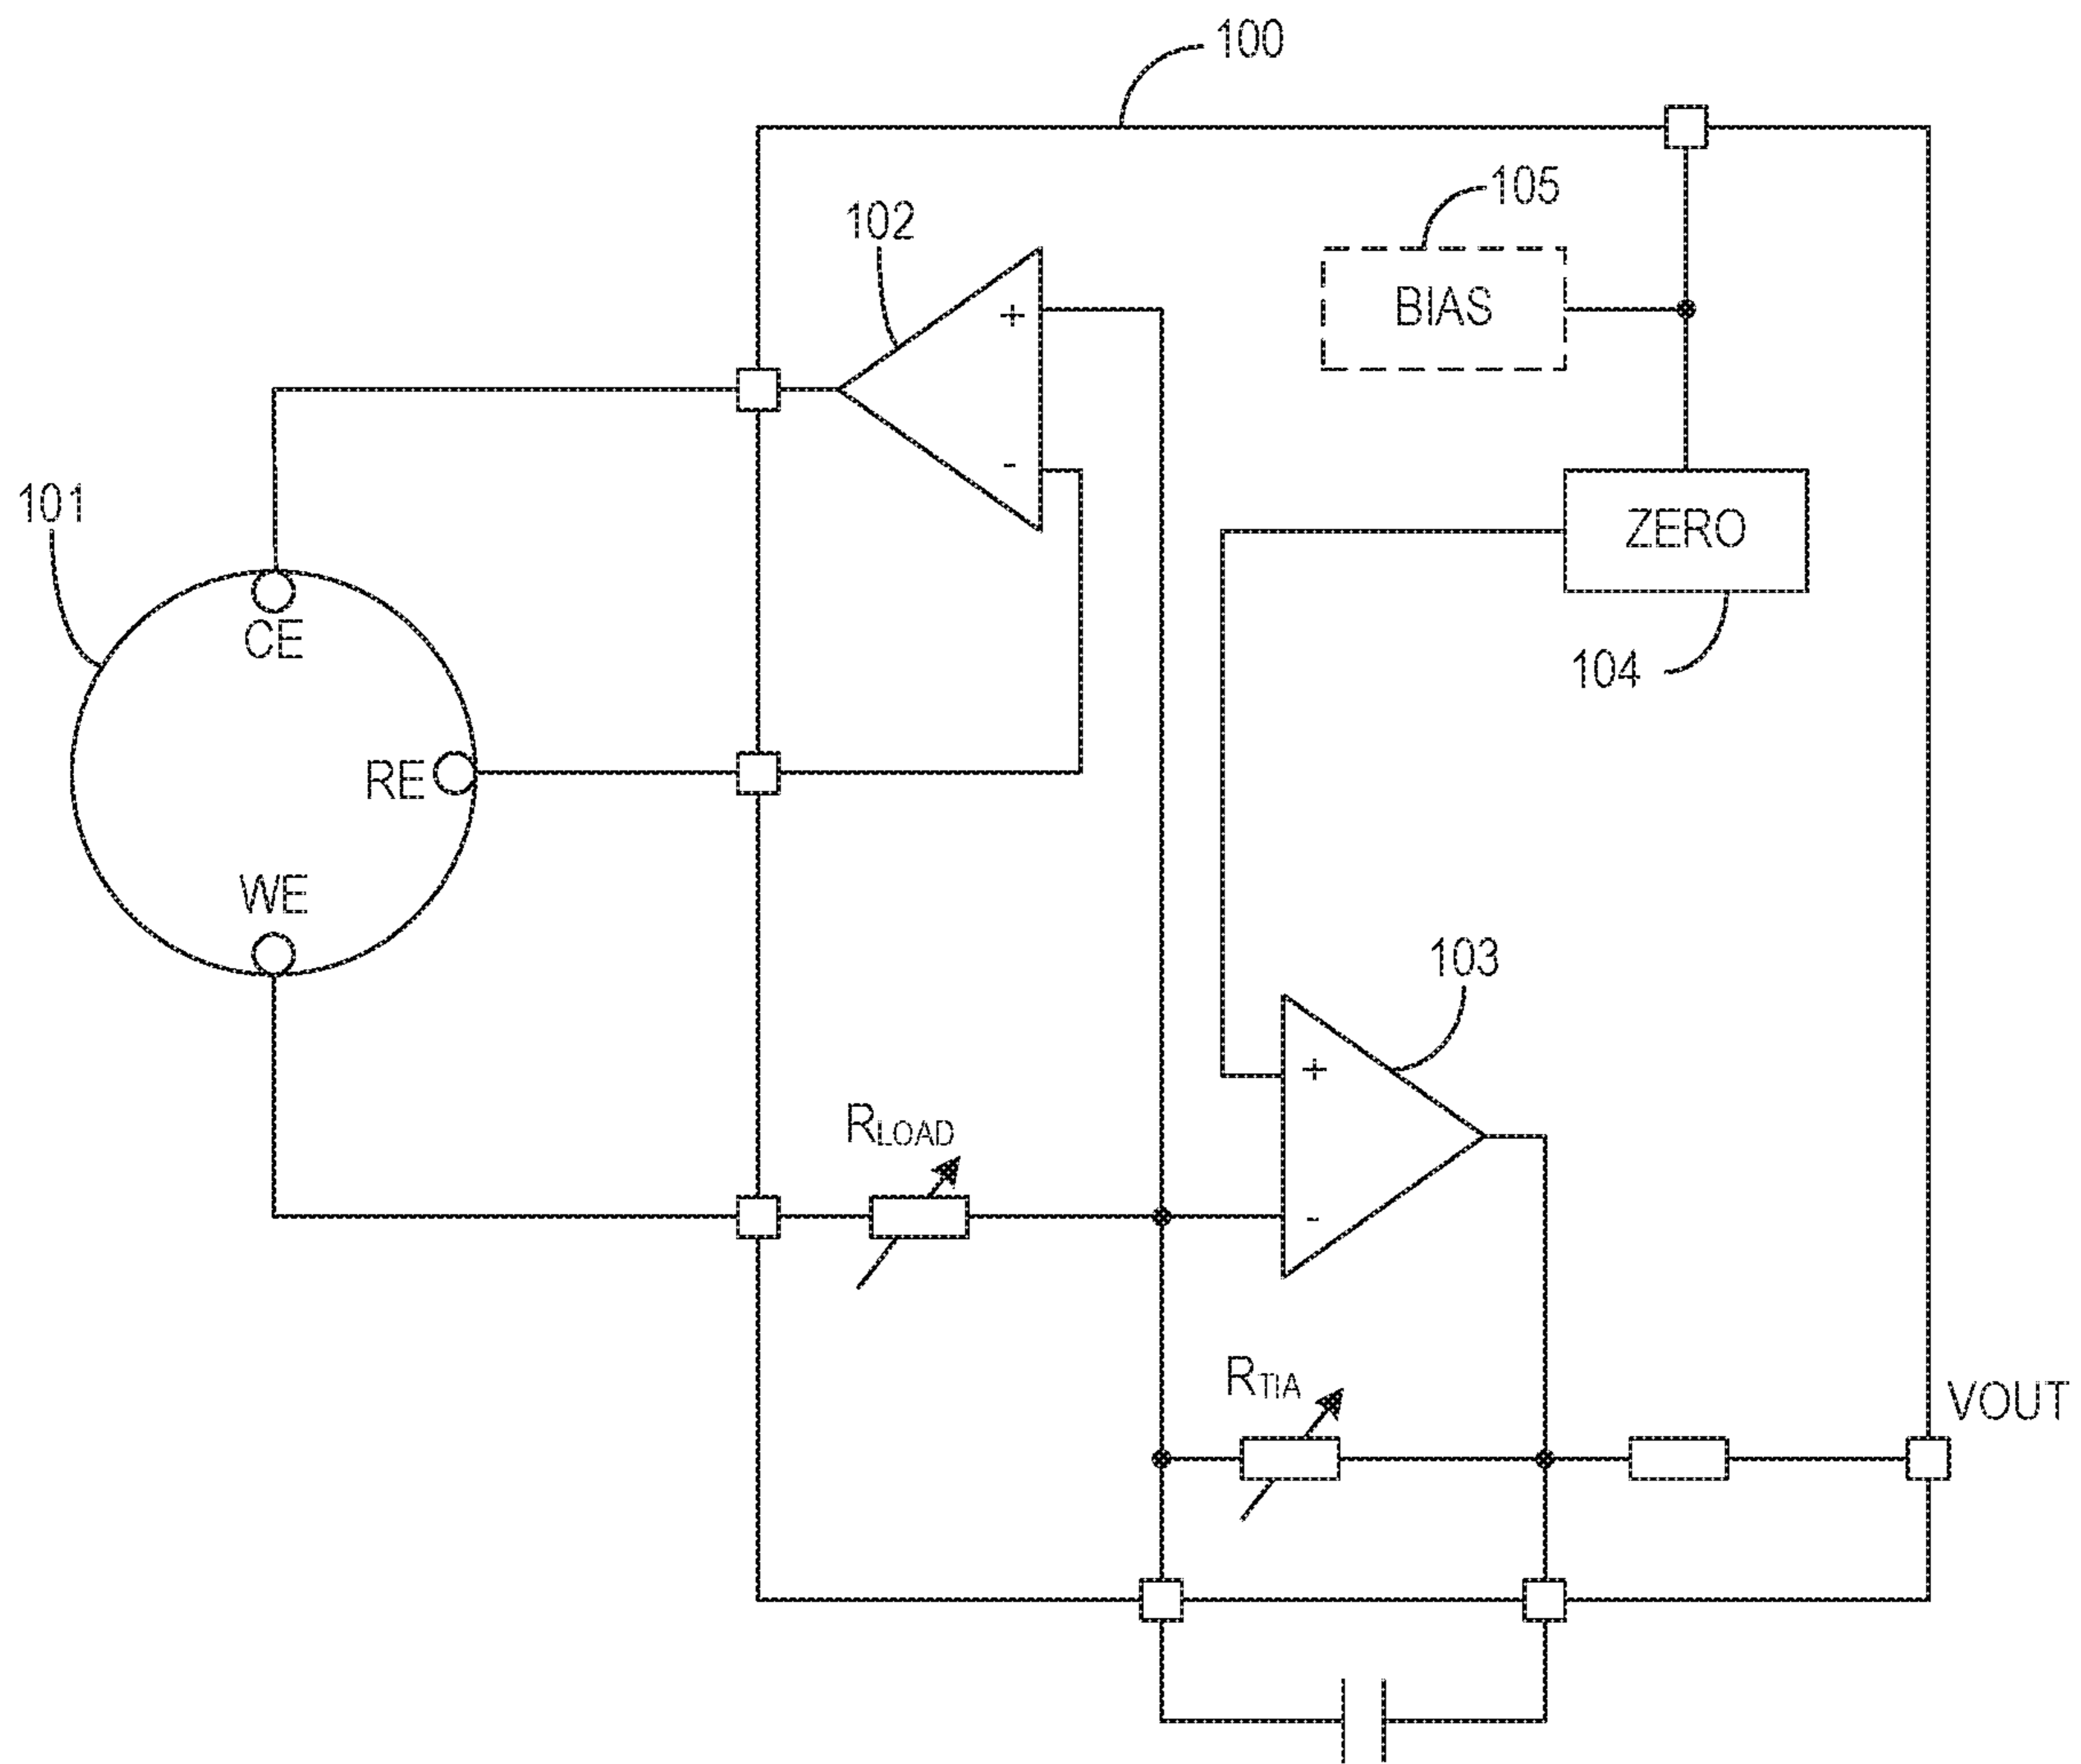 100
105
102
+
BIAS
-
101
ZERO
CE
104
RE
WE
103
+
RLOAD
-
RTIA
VOUT